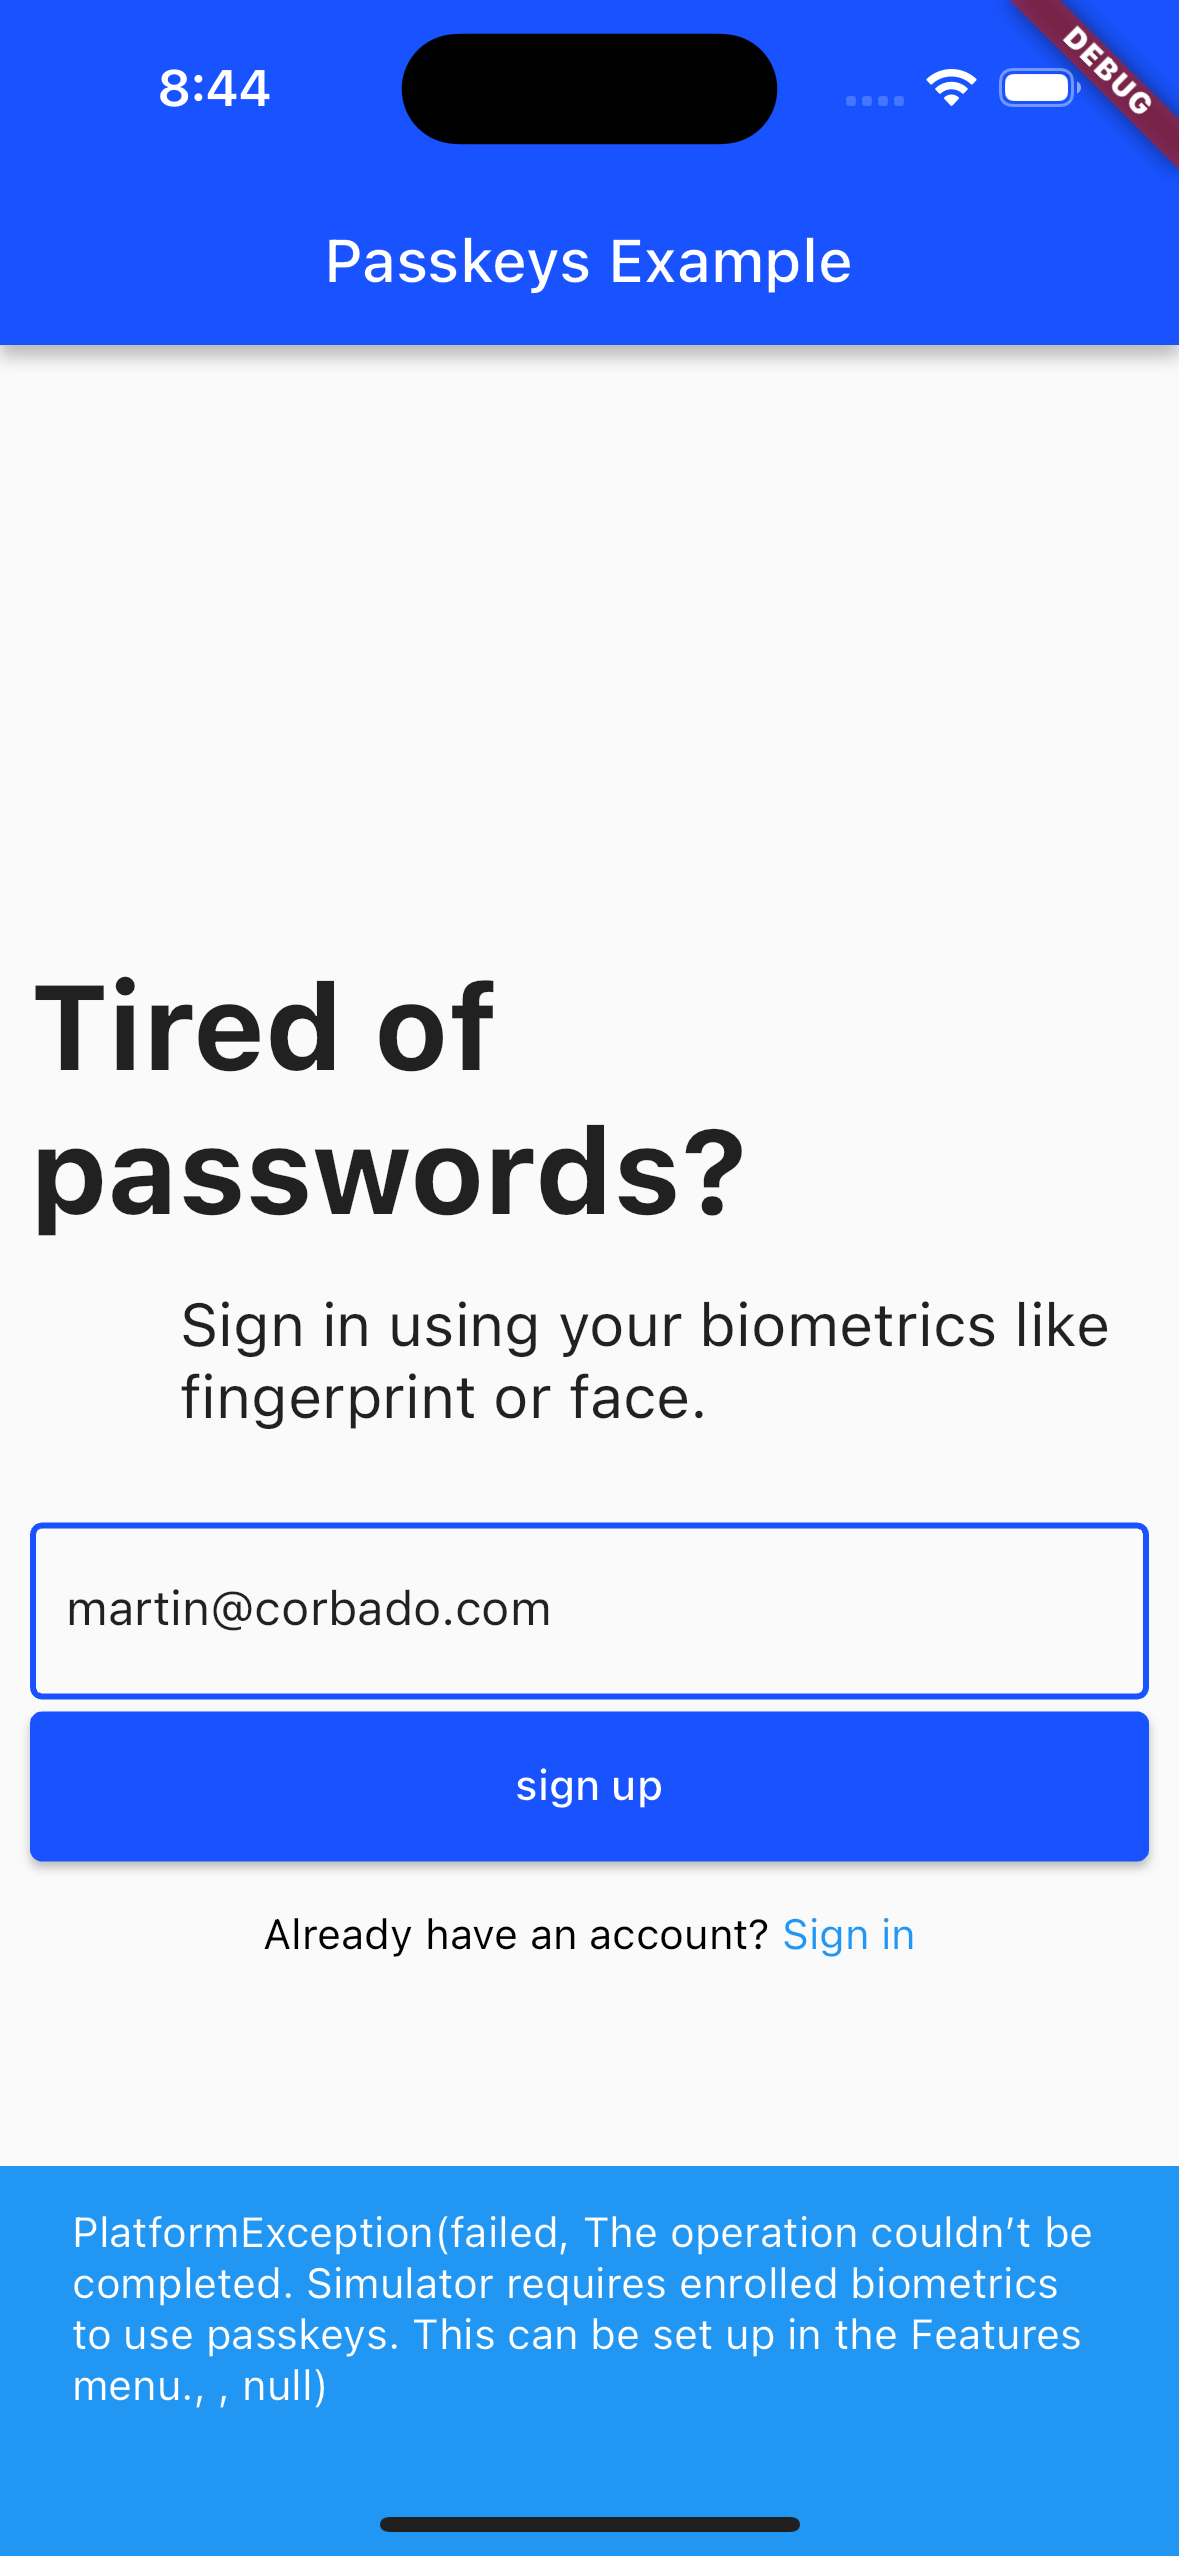 8:44
DEBUG
Passkeys Example
Tired of
passwords?
Sign in using your biometrics like
fingerprint or face.
martin@corbado.com
sign up
Already have an account? Sign in
PlatformException(failed, The operation couldn’t be
completed. Simulator requires enrolled biometrics
to use passkeys. This can be set up in the Features
menu., , null)